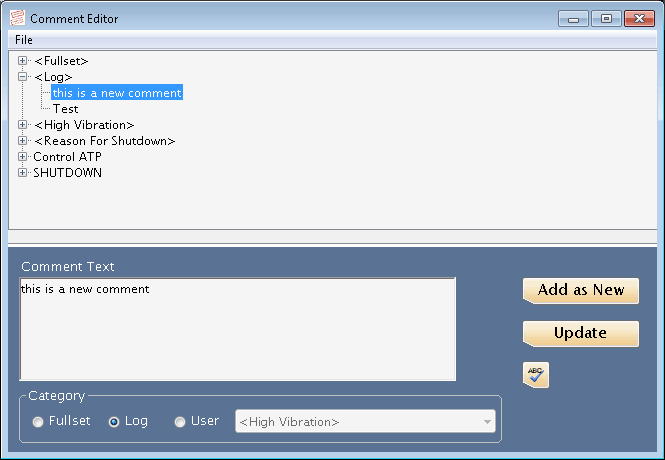 Comment Editor
File
<Fullset>
<Log>
this is a new comment
Test
<High Vibration>
<Reason For Shutdown>
Control ATP
SHUTDOWN
Comment Text
this is a new comment
Add as New
Update
ABC
Category
Fullset Log User <High Vibration>